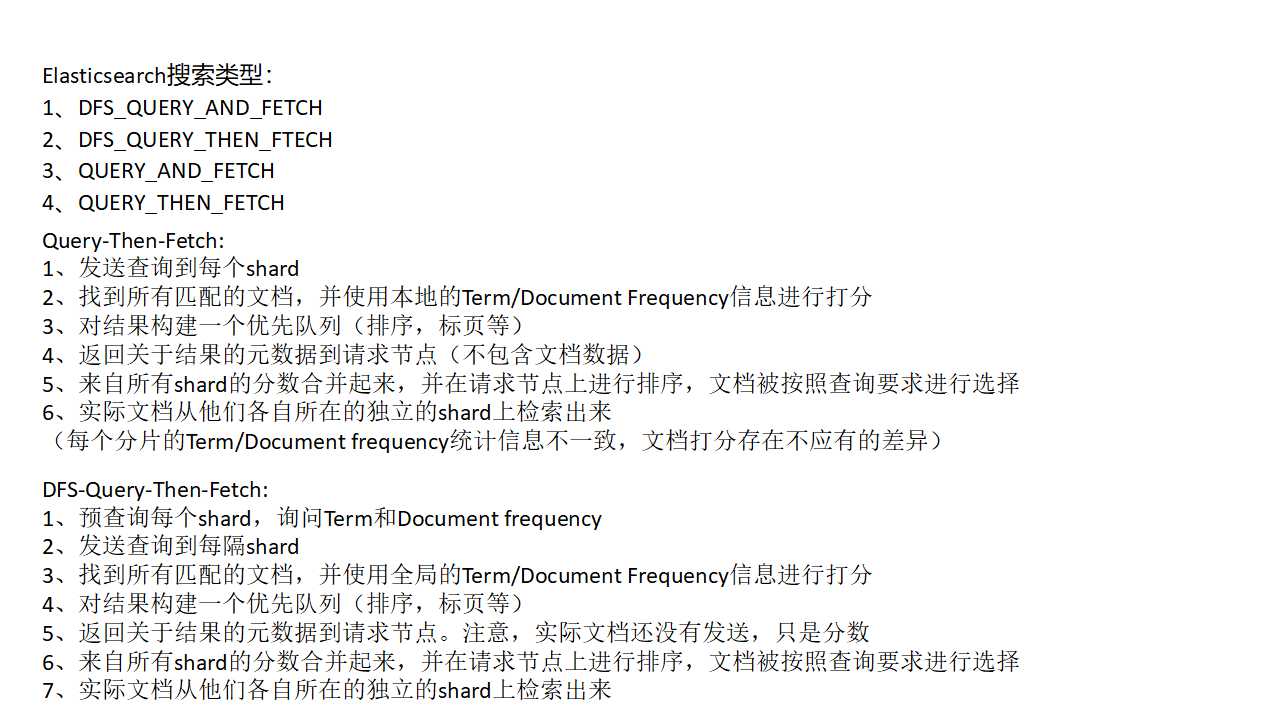 Elasticsearch搜索类型：
1、DFS_QUERY_AND_FETCH
2、DFS_QUERY_THEN_FTECH
3、QUERY_AND_FETCH
4、QUERY_THEN_FETCH
Query-Then-Fetch:
1、发送查询到每个shard
2、找到所有匹配的文档，并使用本地的Term/Document Frequency信息进行打分
3、对结果构建一个优先队列（排序，标页等）
4、返回关于结果的元数据到请求节点（不包含文档数据）
5、来自所有shard的分数合并起来，并在请求节点上进行排序，文档被按照查询要求进行选择
6、实际文档从他们各自所在的独立的shard上检索出来
（每个分片的Term/Document frequency统计信息不一致，文档打分存在不应有的差异）
DFS-Query-Then-Fetch:
1、预查询每个shard，询问Term和Document frequency
2、发送查询到每隔shard
3、找到所有匹配的文档，并使用全局的Term/Document Frequency信息进行打分
4、对结果构建一个优先队列（排序，标页等）
5、返回关于结果的元数据到请求节点。注意，实际文档还没有发送，只是分数
6、来自所有shard的分数合并起来，并在请求节点上进行排序，文档被按照查询要求进行选择
7、实际文档从他们各自所在的独立的shard上检索出来